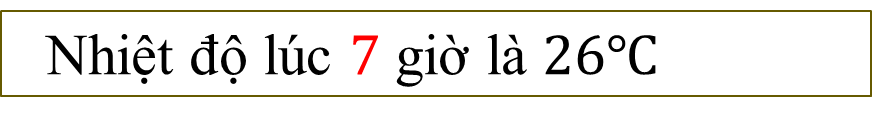 Nhiệt độ lúc 7 giờ là 26°C